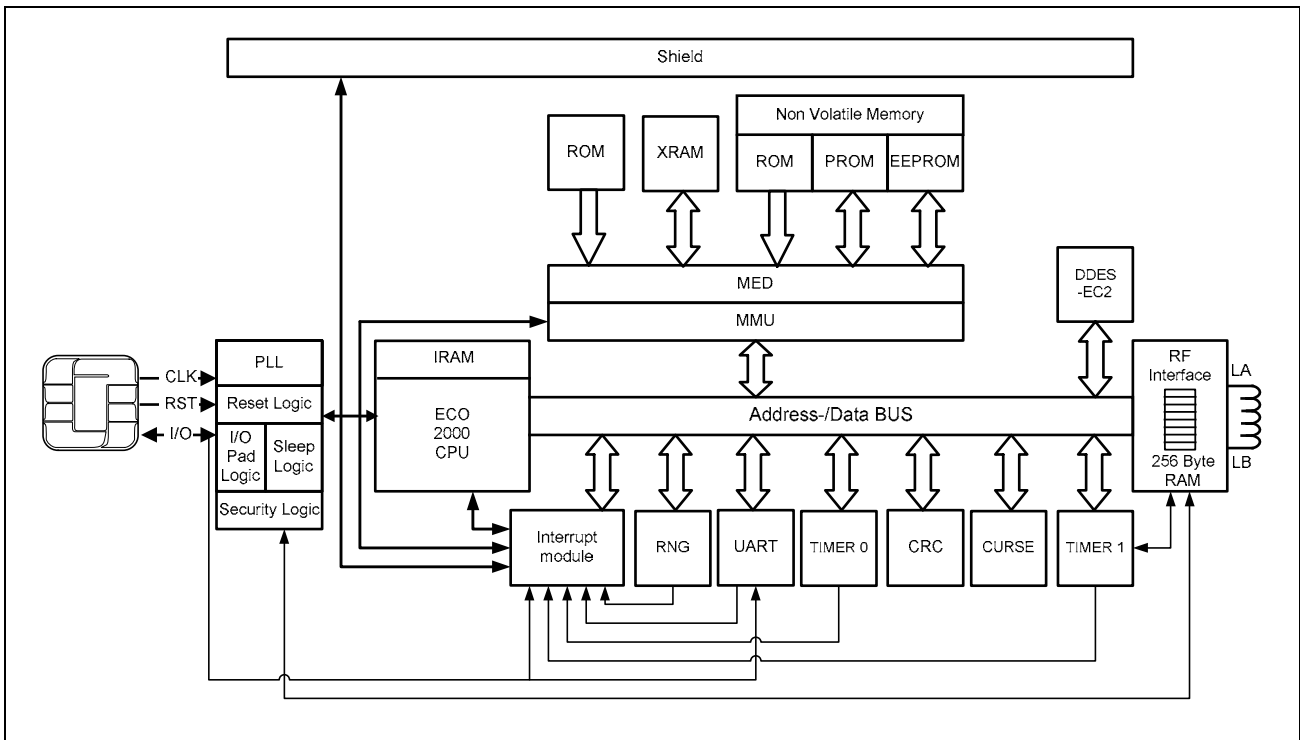 Shield
Non Volatile Memory
ROM
XRAM
ROM
PROM
EEPROM
MED
MMU
DDES
-EC2
CLK
RST
I/O
PLL
Reset Logic
I/O
Pad
Logic
Sleep
Logic
Security Logic
IRAM
ECO
2000
CPU
Address-/Data BUS
RF
Interface
256 Byte
RAM
LA
LB
Interrupt
module
RNG
UART
TIMER 0
CRC
CURSE
TIMER 1